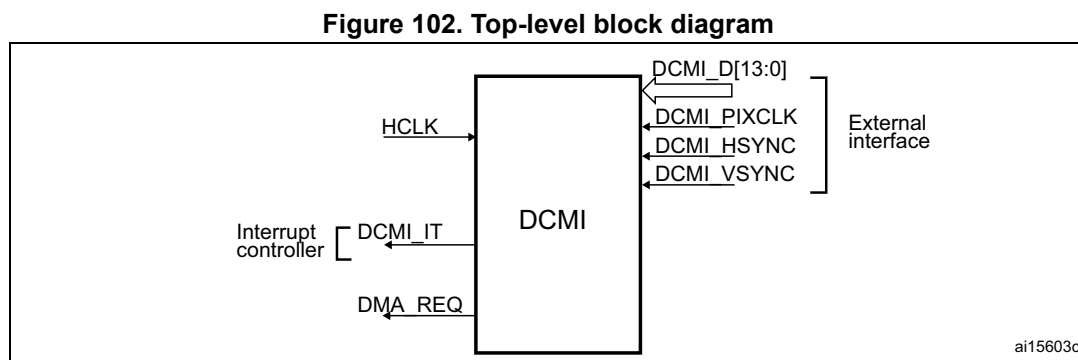 Figure 102. Top-level block diagram
DCMI_D[13:0]
DCMI_PIXCLK
HCLK
External
interface
DCMI_HSYNC
DCMI_VSYNC
DCMI
Interrupt
controller
DCMI_IT
DMA_REQ
ai15603c